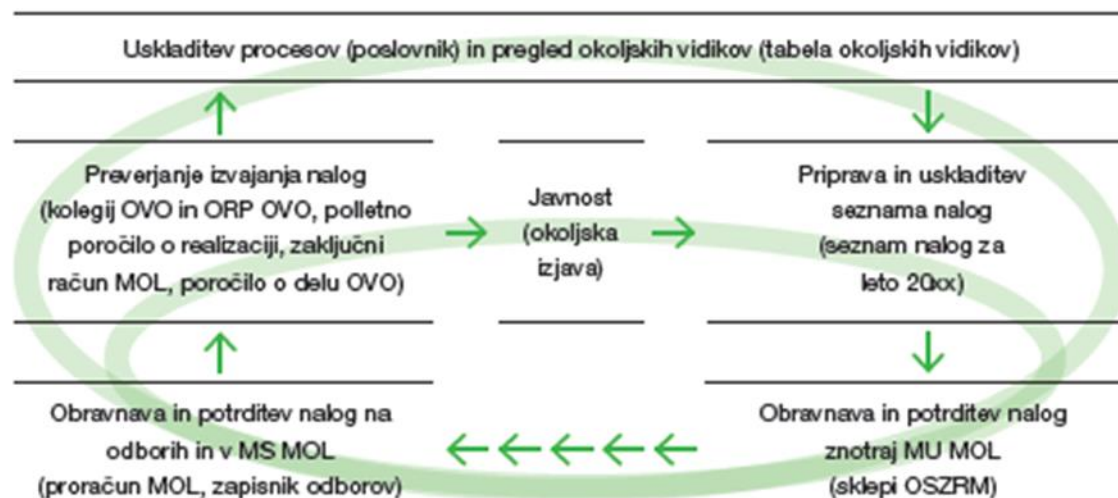 Uskladitev procesov (poslovnik) in pregled okoljskih vidikov (tabela okoljskih vidikov)
Preverjanje izvajanja nalog
(kolegij OVO in ORP OVO, polletno
poročilo o realizaciji, zaključni
račun MOL, poročilo o delu OVO)
Javnost
(okoljska
izjava)
Priprava in uskladitev
seznama nalog
(seznam nalog za
leto 20xx)
Obravnava in potrditev nalog na
odborih in v MS MOL
(proračun MOL, zapisnik odborov)
Obravnava in potrditev nalog
znotraj MU MOL
(sklepi OSZRM)